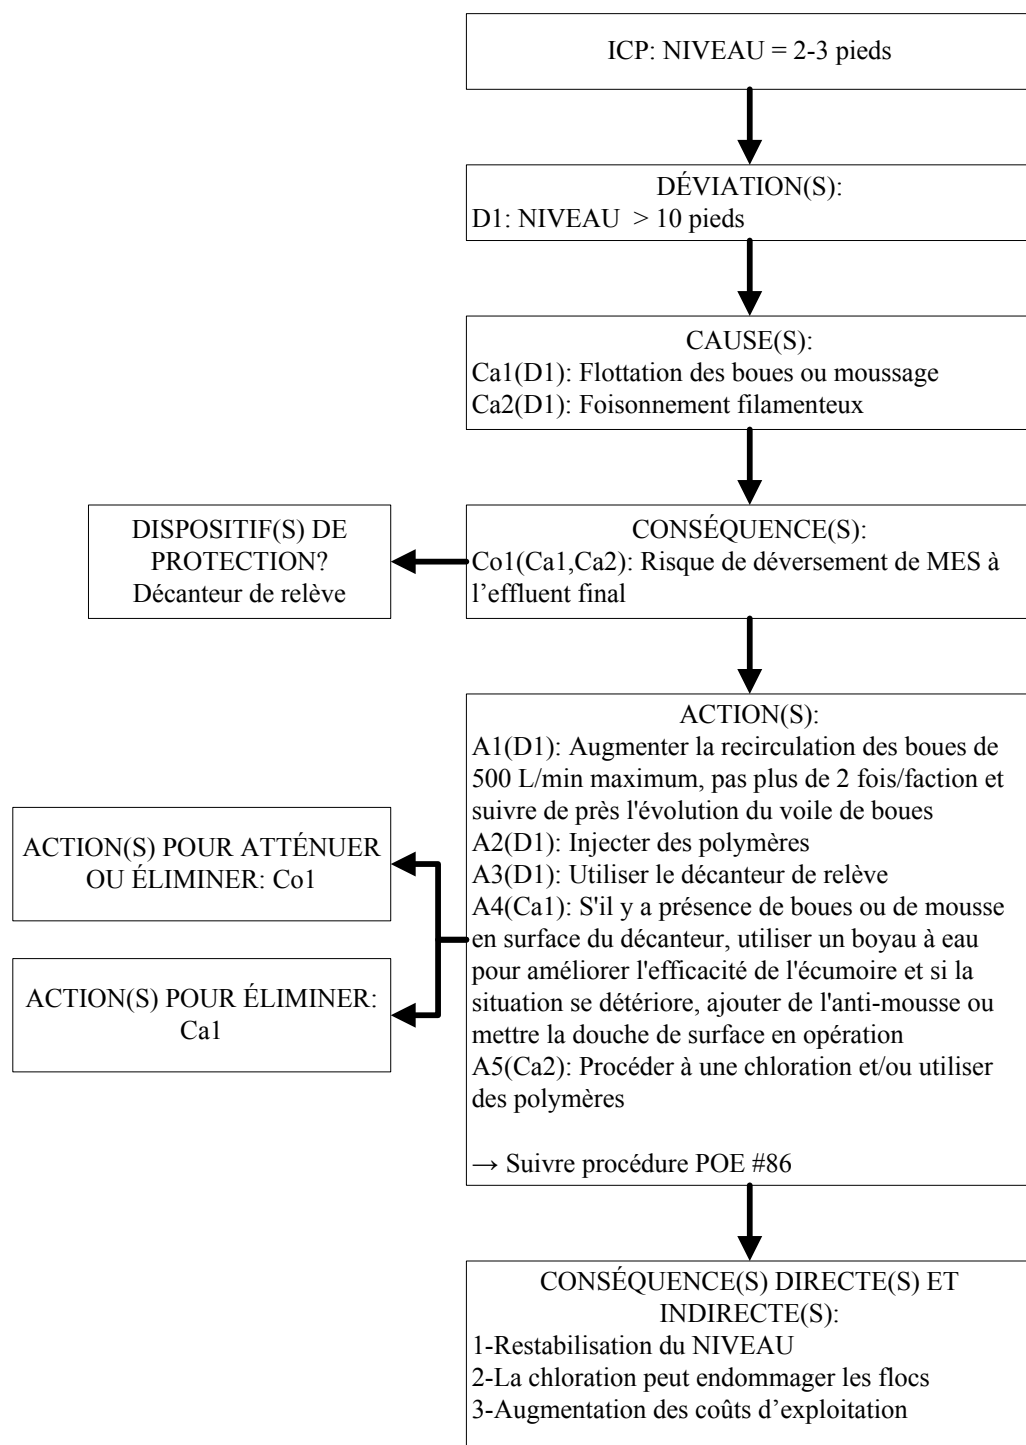 ICP: NIVEAU = 2-3 pieds
DÉVIATION(S):
D1: NIVEAU  > 10 pieds
CAUSE(S):
Ca1(D1): Flottation des boues ou moussage
Ca2(D1): Foisonnement filamenteux
DISPOSITIF(S) DE
PROTECTION?
Décanteur de relève
CONSÉQUENCE(S):
Co1(Ca1,Ca2): Risque de déversement de MES à
l’effluent final
ACTION(S):
A1(D1): Augmenter la recirculation des boues de
500 L/min maximum, pas plus de 2 fois/faction et
suivre de près l'évolution du voile de boues
A2(D1): Injecter des polymères
A3(D1): Utiliser le décanteur de relève
A4(Ca1): S'il y a présence de boues ou de mousse
en surface du décanteur, utiliser un boyau à eau
pour améliorer l'efficacité de l'écumoire et si la
situation se détériore, ajouter de l'anti-mousse ou
mettre la douche de surface en opération
A5(Ca2): Procéder à une chloration et/ou utiliser
des polymères
→ Suivre procédure POE #86
ACTION(S) POUR ATTÉNUER
OU ÉLIMINER: Co1
ACTION(S) POUR ÉLIMINER:
Ca1
CONSÉQUENCE(S) DIRECTE(S) ET
INDIRECTE(S):
1-Restabilisation du NIVEAU
2-La chloration peut endommager les flocs
3-Augmentation des coûts d’exploitation